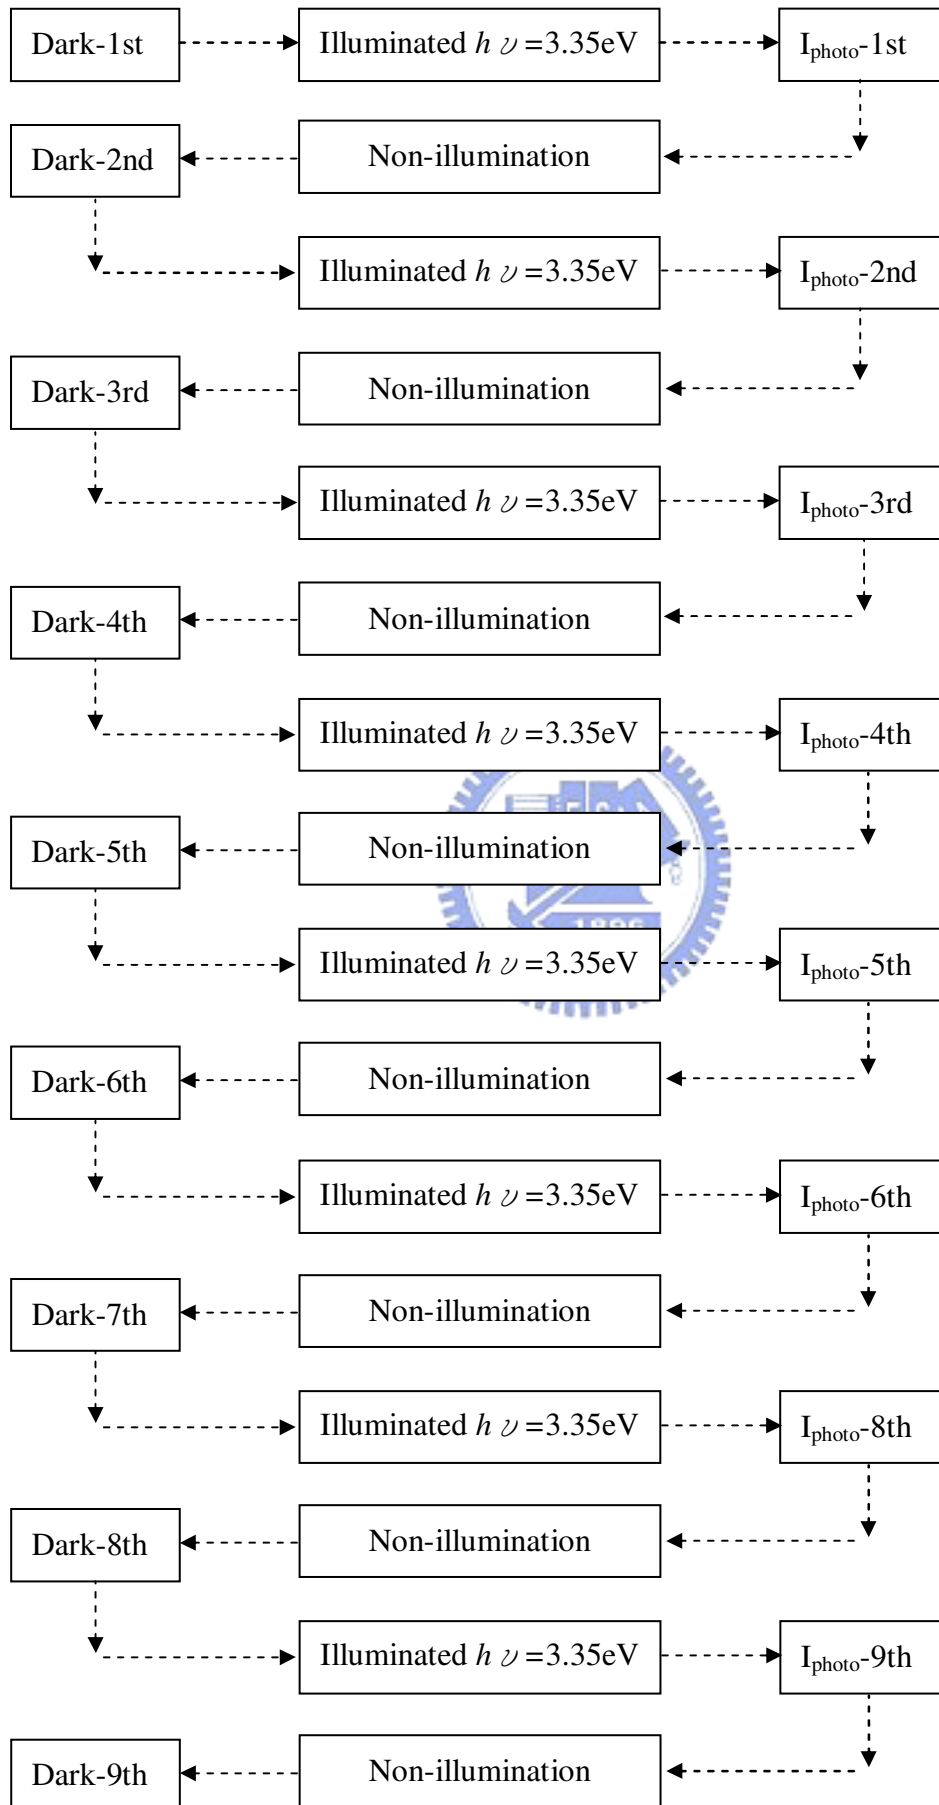 Dark-1st
Illuminated h ν =3.35eV
Iphoto-1st
Dark-2nd
Non-illumination
Illuminated h ν =3.35eV
Iphoto-2nd
Dark-3rd
Non-illumination
Illuminated h ν =3.35eV
Iphoto-3rd
Dark-4th
Non-illumination
Illuminated h ν =3.35eV
Iphoto-4th
Dark-5th
Non-illumination
1896
Illuminated h ν =3.35eV
Iphoto-5th
Dark-6th
Non-illumination
Illuminated h ν =3.35eV
Iphoto-6th
Dark-7th
Non-illumination
Illuminated h ν =3.35eV
Iphoto-8th
Dark-8th
Non-illumination
Illuminated h ν =3.35eV
Iphoto-9th
Dark-9th
Non-illumination